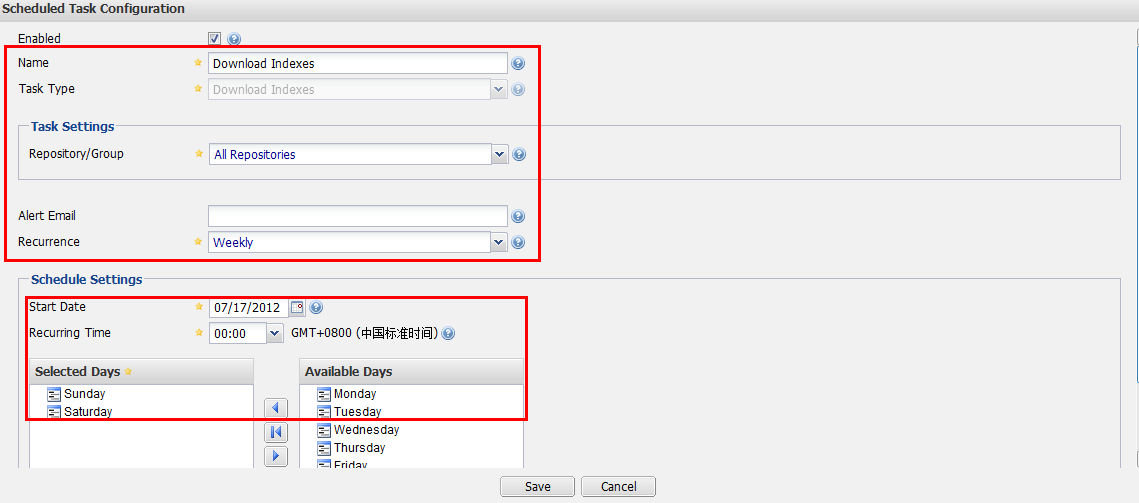 Scheduled Task Configuration
Enabled
Name Download Indexes
Task Type Download Indexes
Task Settings
Repository/Group All Repositories
Alert Email
Recurrence Weekly
Schedule Settings
Start Date 07/17/2012
Recurring Time 00:00 GMT+0800 (中国标准时间)
Selected Days Available Days
Sunday Monday
Saturday Tuesday
Wednesday
Thursday
Friday
Save Cancel